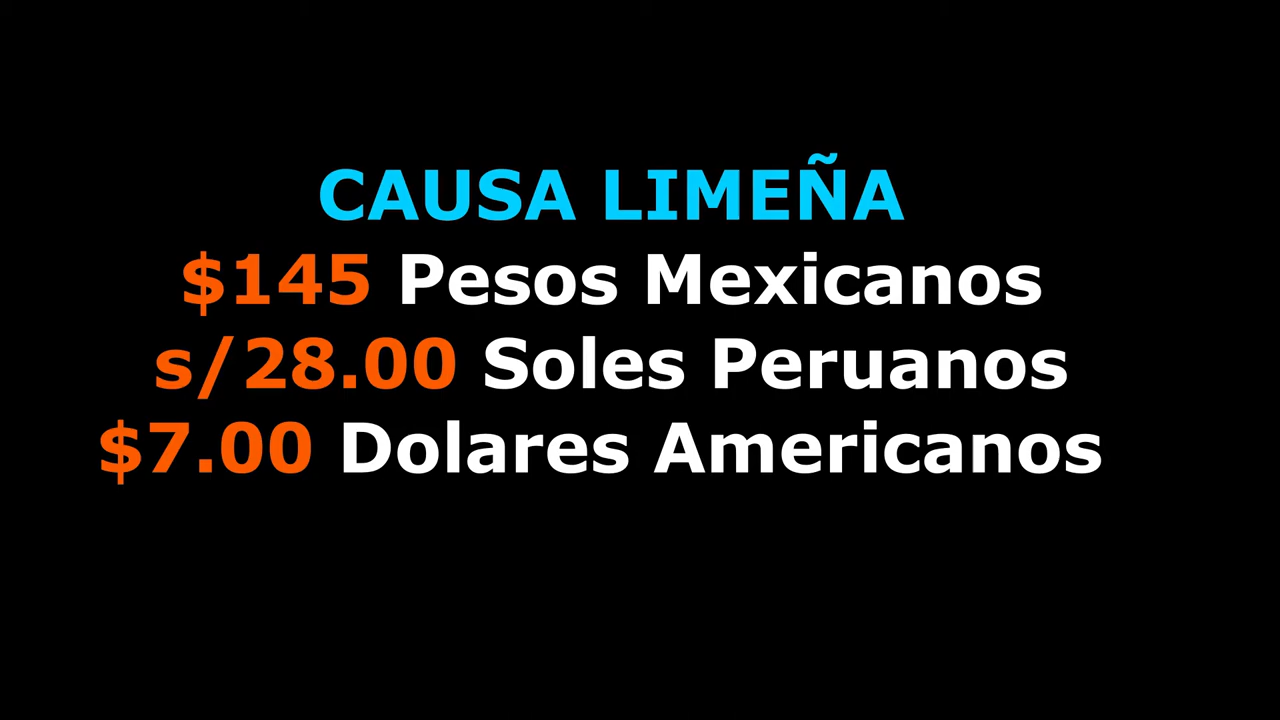 CAUSA LIMEÑA
$145 Pesos Mexicanos
s/28.00 Soles Peruanos
$7.00 Dolares Americanos